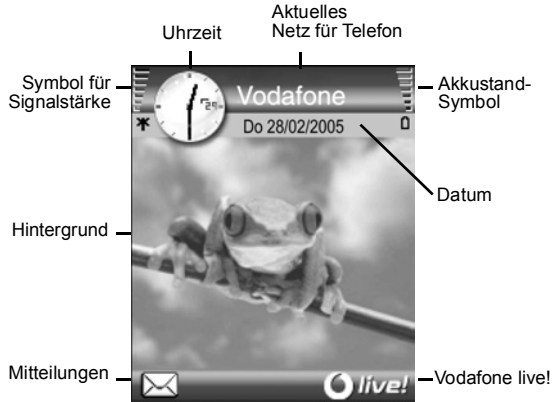 Aktuelles
Netz für Telefon
Uhrzeit
Symbol für
Signalstärke
Akkustand-
Symbol
Vodafone
Do 28/02/2005
Datum
Hintergrund
Mitteilungen
live!
Vodafone live!